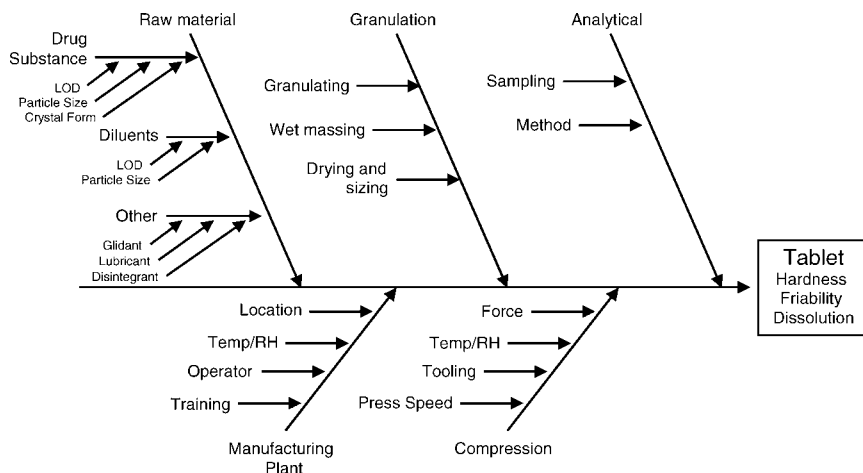 Raw material
Granulation
Analytical
Drug
Substance
LOD
Particle Size
Crystal Form
Diluents
LOD
Particle Size
Other
Glidant
Lubricant
Disintegrant
Granulating
Wet massing
Drying and
sizing
Sampling
Method
Tablet
Hardness
Friability
Dissolution
Location
Temp/RH
Operator
Training
Manufacturing
Plant
Force
Temp/RH
Tooling
Press Speed
Compression